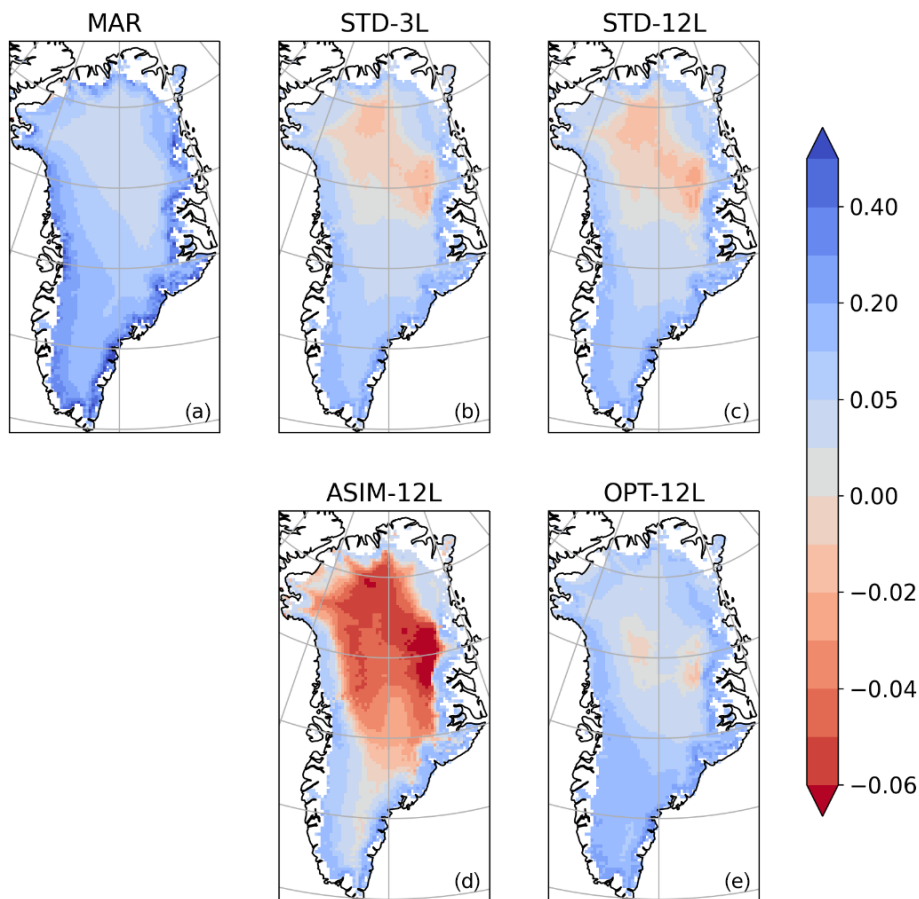 MAR
STD-3L
STD-12L
(a)
(b)
(c)
ASIM-12L
OPT-12L
(d)
(e)
0.40
0.20
0.05
0.00
−0.02
−0.04
−0.06